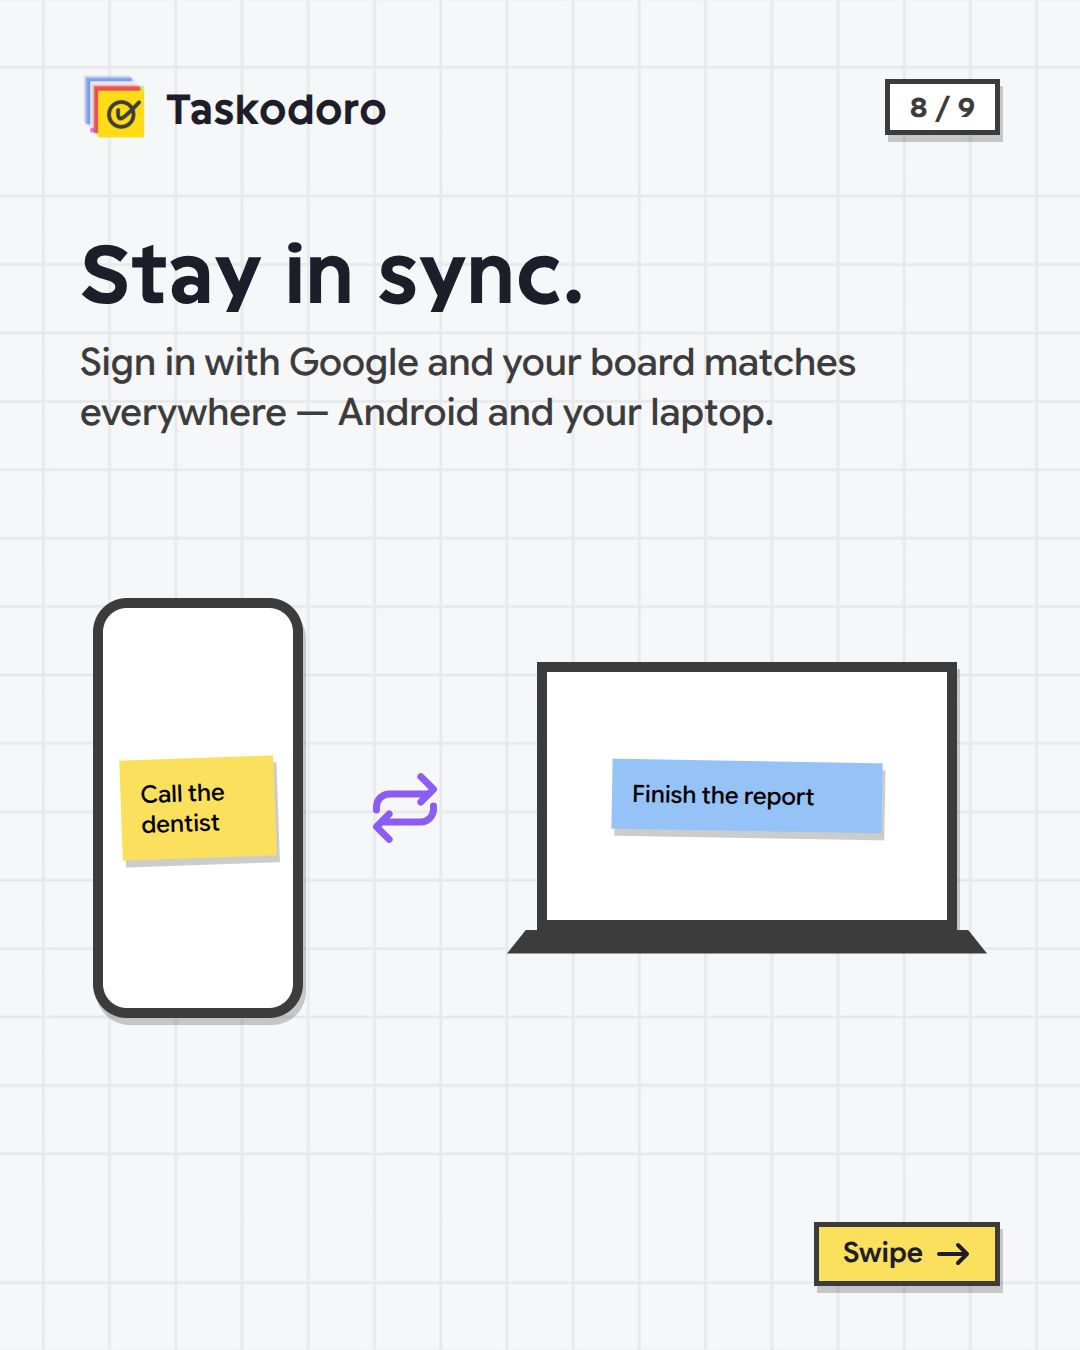 Taskodoro
8 / 9
Stay in sync.
Sign in with Google and your board matches
everywhere — Android and your laptop.
Call the
dentist
Finish the report
Swipe →